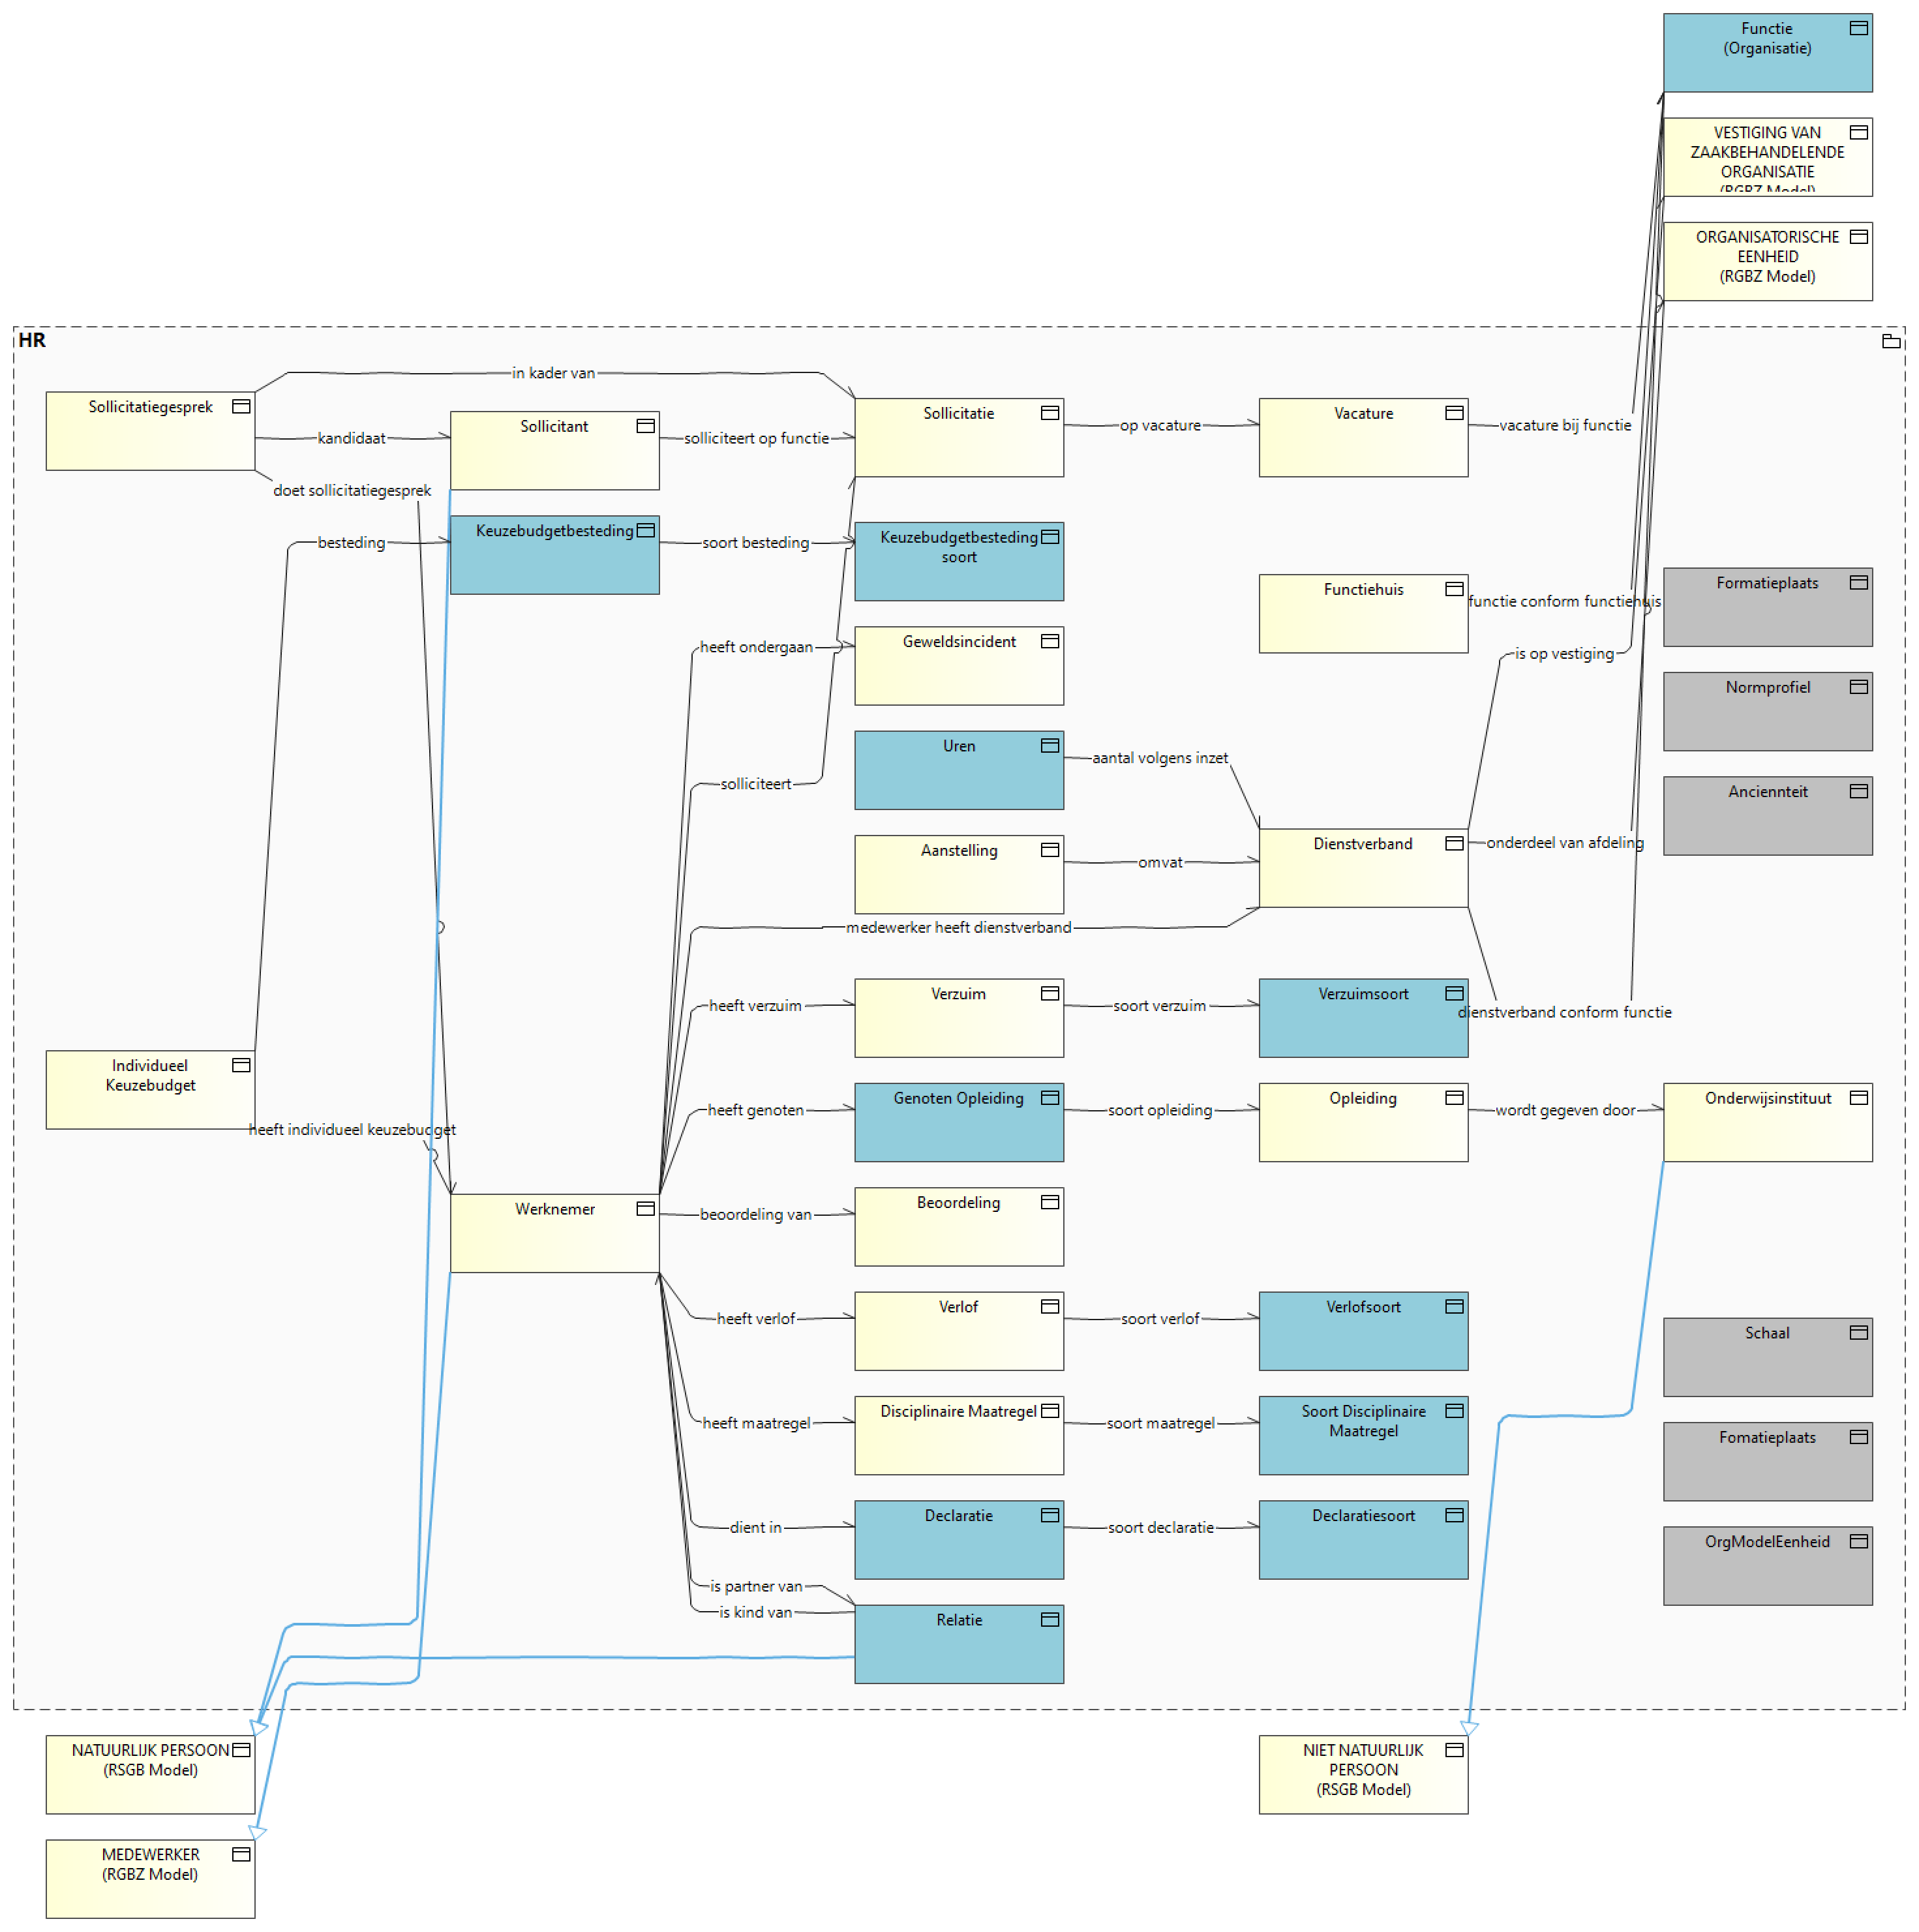 Functie
(Organisatie)
VESTIGING VAN
ZAAKBEHANDELENDE
ORGANISATIE
(RGBZ Model)
ORGANISATORISCHE
EENHEID
(RGBZ Model)
HR
in kader van
Sollicitatiegesprek
kandidaat
Sollicitant
solliciteert op functie
Sollicitatie
op vacature
Vacature
vacature bij functie
doet sollicitatiegesprek
besteding
Keuzebudgetbesteding
soort besteding
Keuzebudgetbesteding
soort
Functiehuis
functie conform functiehuis
Formatieplaats
heeft ondergaan
Geweldsincident
is op vestiging
Normprofiel
solliciteert
Uren
aantal volgens inzet
Anciennteit
Aanstelling
omvat
Dienstverband
onderdeel van afdeling
medewerker heeft dienstverband
heeft verzuim
Verzuim
soort verzuim
Verzuimsoort
dienstverband conform functie
Individueel
Keuzebudget
heeft individueel keuzebudget
heeft genoten
Genoten Opleiding
soort opleiding
Opleiding
wordt gegeven door
Onderwijsinstituut
Werknemer
beoordeling van
Beoordeling
heeft verlof
Verlof
soort verlof
Verlofsoort
Schaal
heeft maatregel
Disciplinaire Maatregel
soort maatregel
Soort Disciplinaire
Maatregel
Fomatieplaats
dient in
Declaratie
soort declaratie
Declaratiesoort
OrgModelEenheid
is partner van
is kind van
Relatie
NATUURLIJK PERSOON
(RSGB Model)
NIET NATUURLIJK
PERSOON
(RSGB Model)
MEDEWERKER
(RGBZ Model)